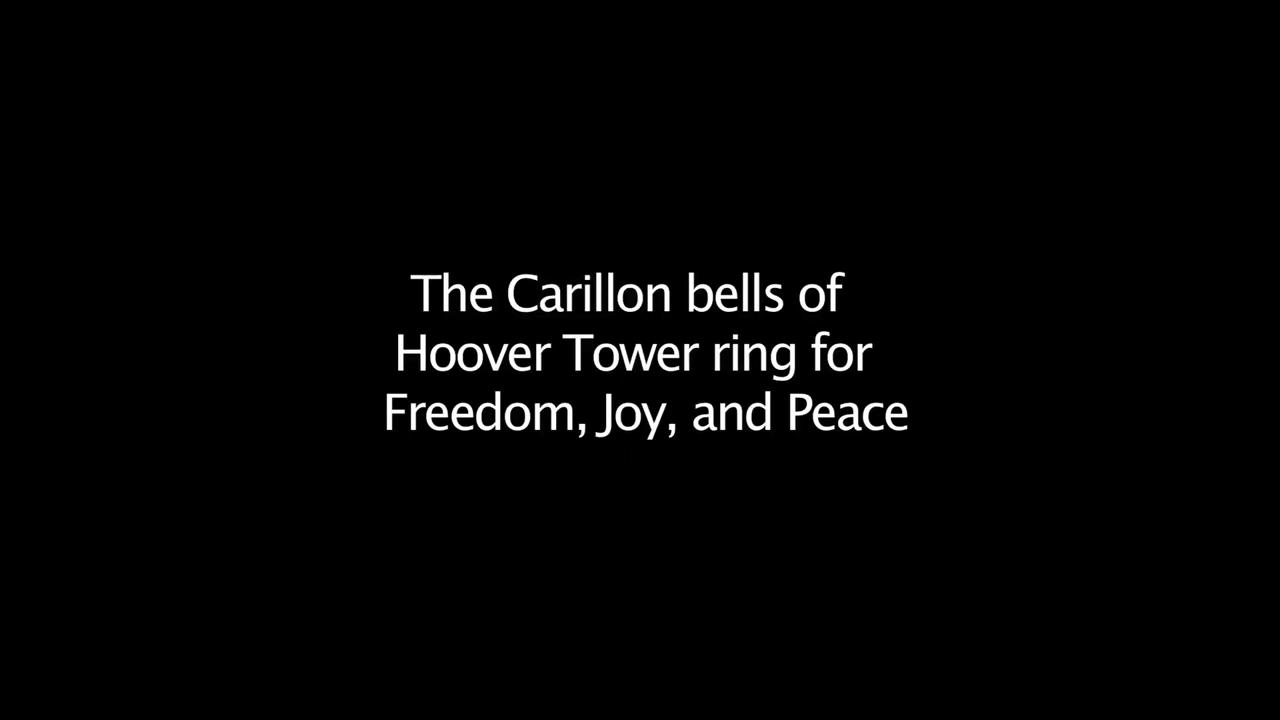 The Carillon bells of
Hoover Tower ring for
Freedom, Joy, and Peace